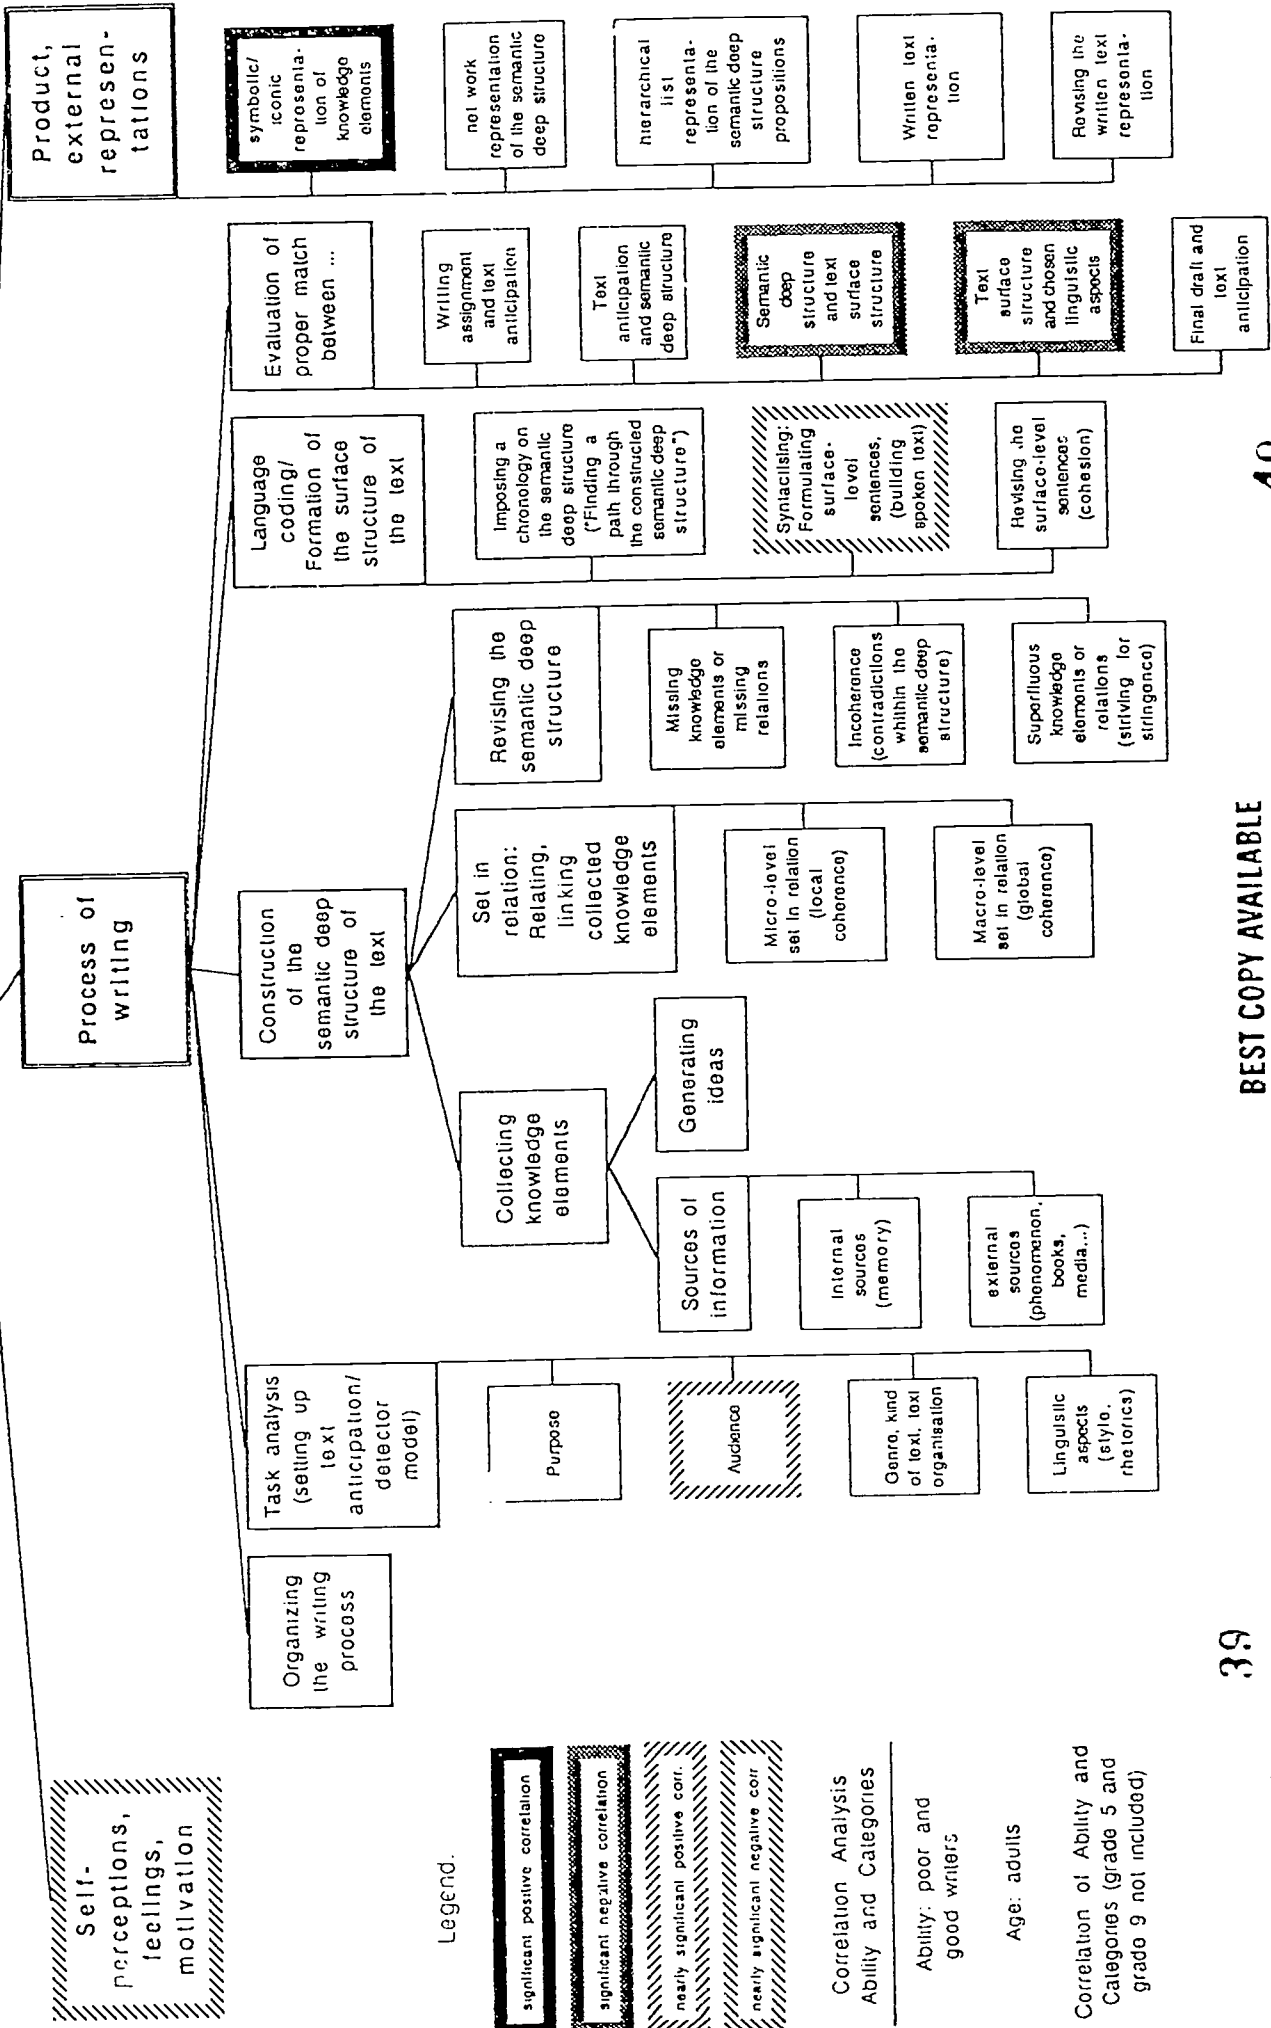 Self-
perceptions,
feelings,
motivation
Process of
writing
Product,
external
represen-
tations
Organizing
the writing
process
Task analysis
(setting up
text
anticipation/
detector
model)
Purpose
Audience
Genre, kind
of text, text
organisation
Linguistic
aspects
(style,
rhetorics)
Construction
of the
semantic deep
structure of
the text
Collecting
knowledge
elements
Sources of
information
Internal
sources
(memory)
external
sources
(phenomenon,
books,
media...)
Generating
ideas
Set in
relation:
Relating,
linking
collected
knowledge
elements
Micro-level
set in relation
(local
coherence)
Macro-level
set in relation
(global
coherence)
Revising the
semantic deep
structure
Missing
knowledge
elements or
missing
relations
Incoherence
(contradictions
whithin the
semantic deep
structure)
Superfluous
knowledge
elements or
relations
(striving for
stringence)
Language
coding/
Formation of
the surface
structure of
the text
Imposing a
chronology on
the semantic
deep structure
("Finding a
path through
the constructed
semantic deep
structure")
Syntactising:
Formulating
surface-
level
sentences,
(building
spoken text)
Revising the
surface-level
sentences
(cohesion)
Evaluation of
proper match
between ...
Writing
assignment
and text
anticipation
Text
anticipation
and semantic
deep structure
Semantic
deep
structure
and text
surface
structure
Text
surface
structure
and chosen
linguistic
aspects
Final draft and
text
anticipation
symbolic/
iconic
representa-
tion of
knowledge
elements
net work
representation
of the semantic
deep structure
hierarchical
list
representa-
tion of the
semantic deep
structure
propositions
Written text
representa-
tion
Revising the
written text
representa-
tion
Legend.
significant positive correlation
significant negative correlation
nearly significant positive corr.
nearly significant negative corr
Correlation Analysis
Ability and Categories
Ability: poor and
good writers
Age: adults
Correlation of Ability and
Categories (grade 5 and
grade 9 not included)
39
BEST COPY AVAILABLE